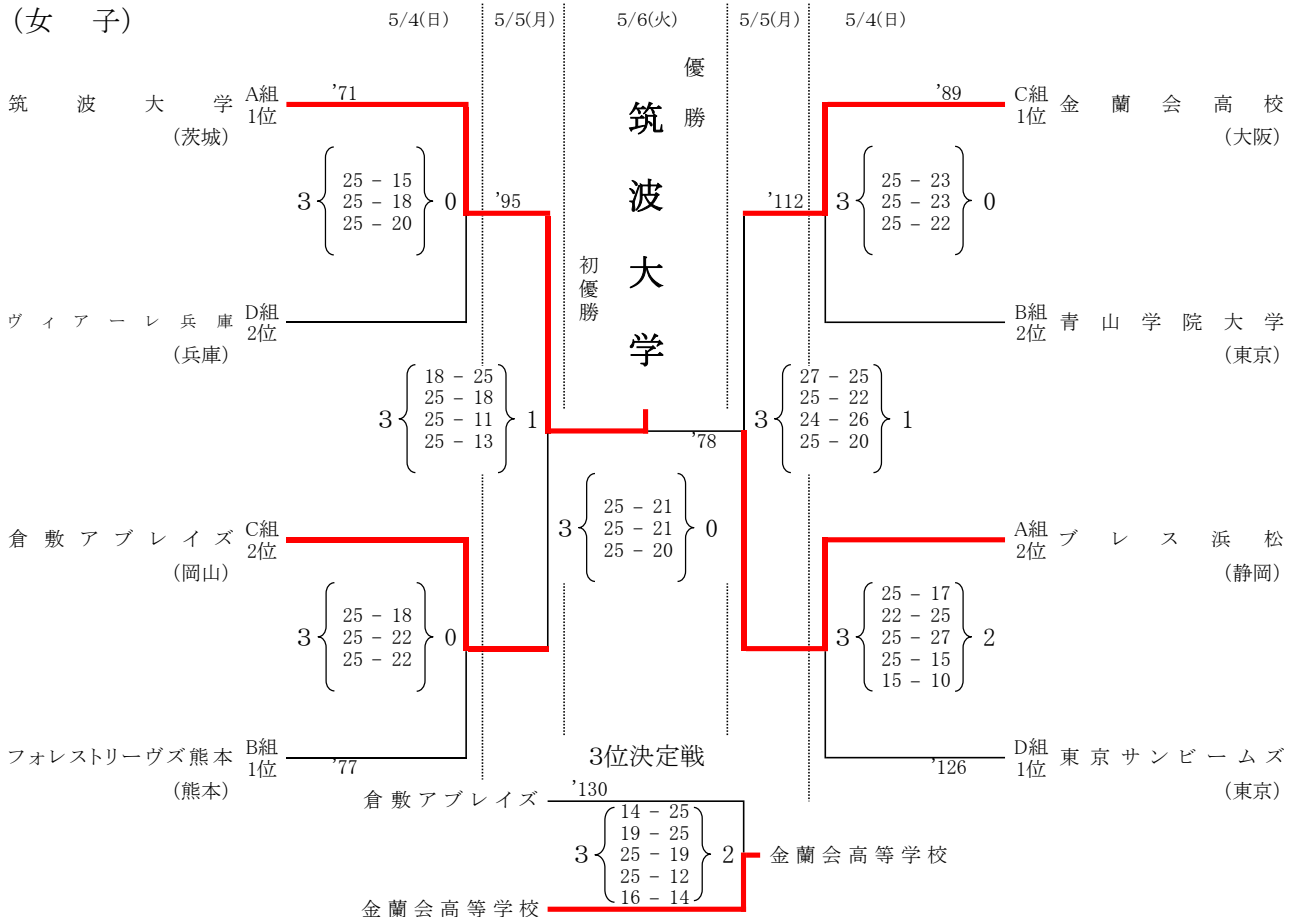 (女 子)
5/4(日) 5/5(月) 5/6(火) 5/5(月) 5/4(日)
優勝
筑波大学
初優勝
筑波大学 A組 1位
(茨城)
'71
3 25 - 15 0
25 - 18
25 - 20
ヴィアーレ兵庫 D組 2位
(兵庫)
'95
3 18 - 25 1
25 - 18
25 - 11
25 - 13
倉敷アブレイズ C組 2位
(岡山)
3 25 - 18 0
25 - 22
25 - 22
フォレストリーヴズ熊本 B組 1位
(熊本)
'77
'78
3 25 - 21 0
25 - 21
25 - 20
'89
C組 1位 金蘭会高校
(大阪)
3 25 - 23 0
25 - 23
25 - 22
'112
B組 2位 青山学院大学
(東京)
3 27 - 25 1
25 - 22
24 - 26
25 - 20
A組 2位 ブレス浜松
(静岡)
3 25 - 17 2
22 - 25
25 - 27
25 - 15
15 - 10
'126
D組 1位 東京サンビームズ
(東京)
3位決定戦
倉敷アブレイズ '130
3 14 - 25 2
19 - 25
25 - 19
25 - 12
16 - 14
金蘭会高等学校
金蘭会高等学校